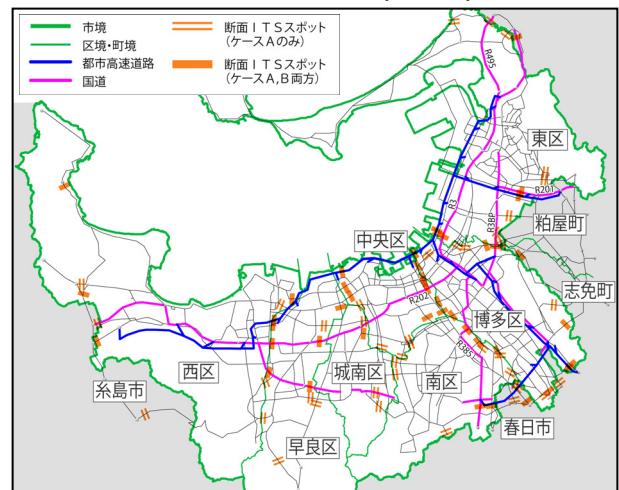 市境
区境・町境
都市高速道路
国道
断面ITSスポット
(ケースAのみ)
断面ITSスポット
(ケースA,B両方)
R495
東区
R201
R3
R3BP
粕屋町
中央区
志免町
R202
博多区
R385
西区
城南区
南区
糸島市
春日市
早良区